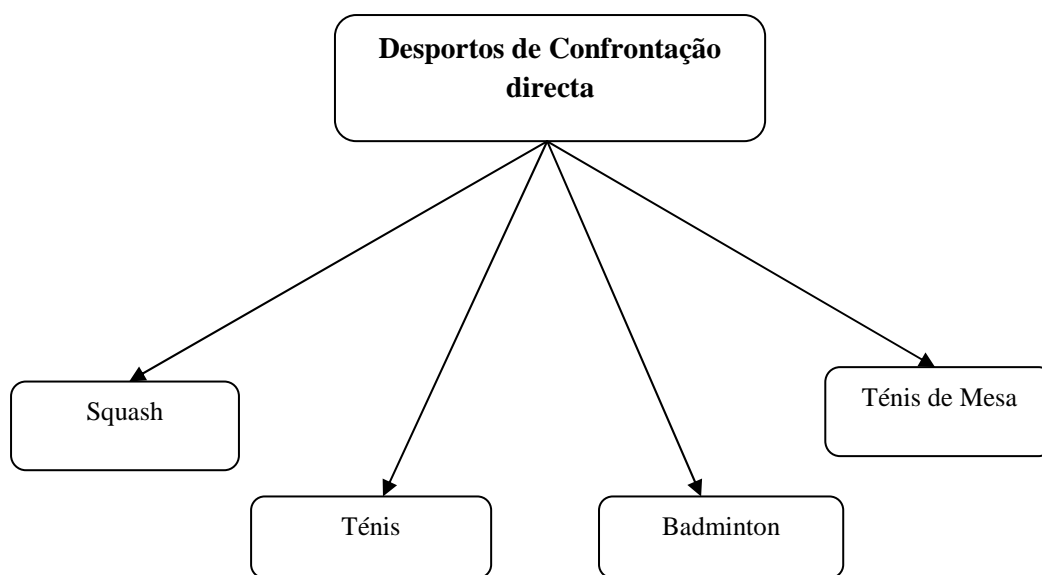 Desportos de Confrontação
directa
Squash
Ténis de Mesa
Ténis
Badminton